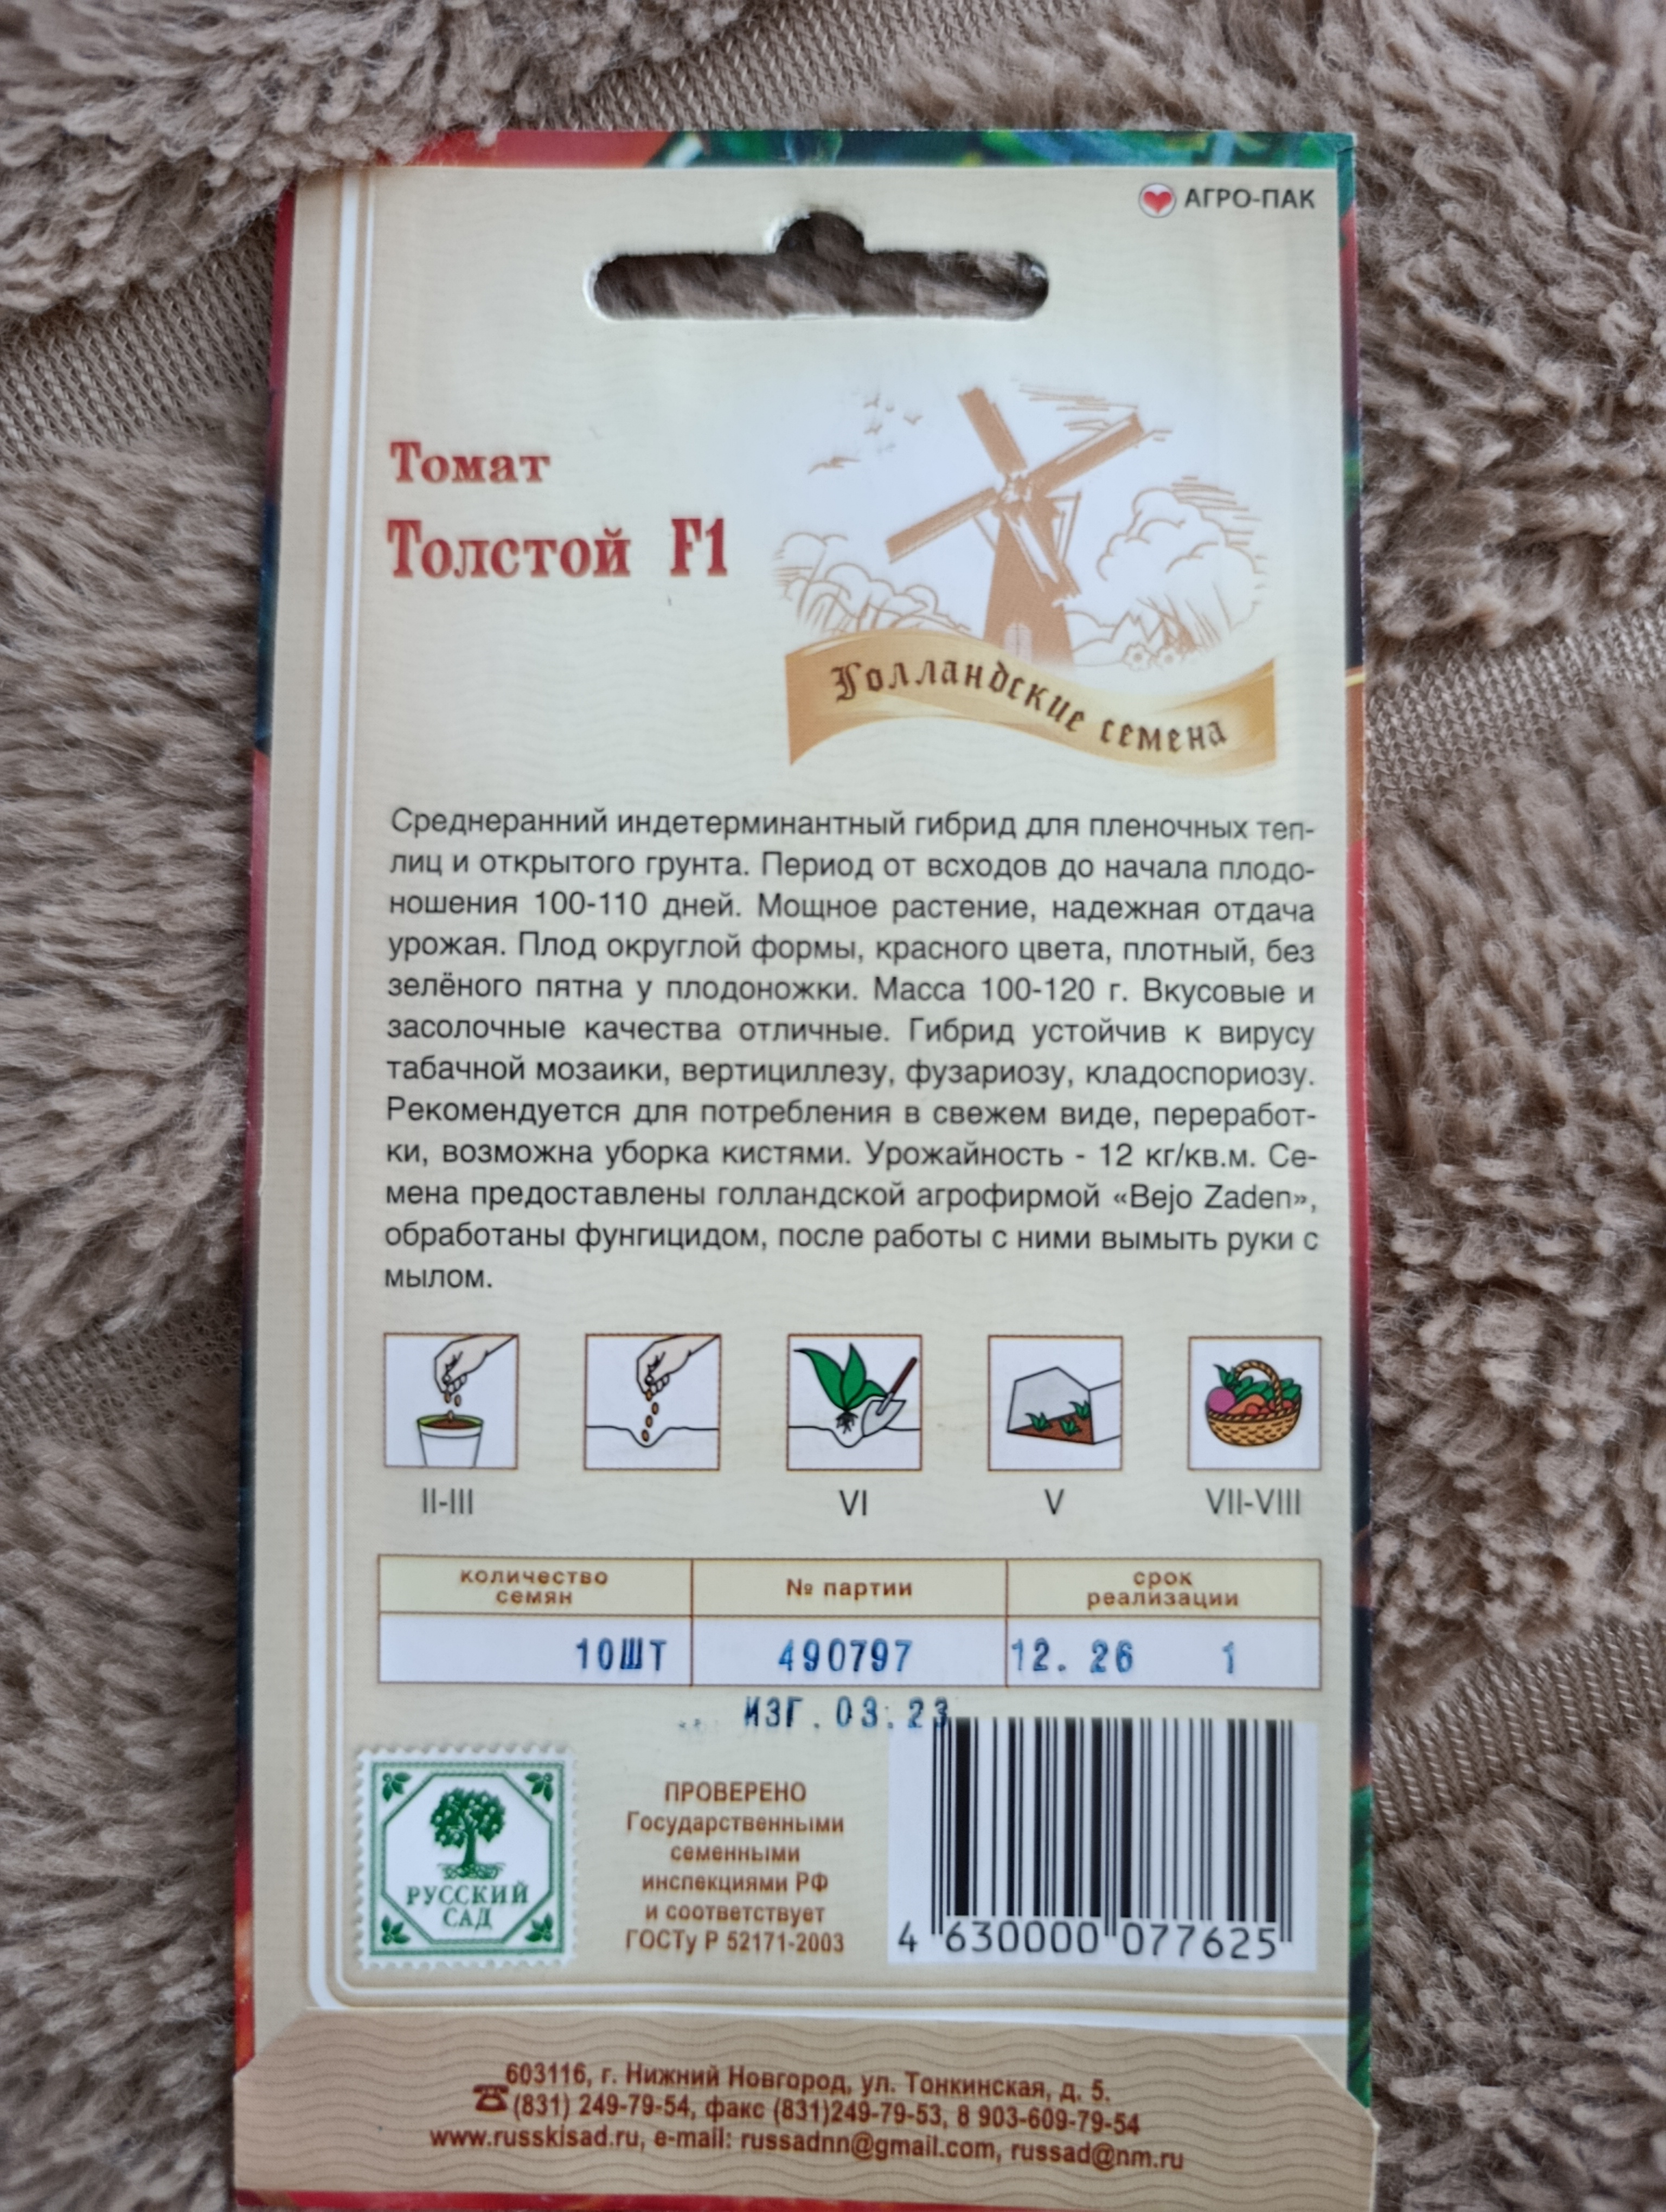 АГРО-ПАК
Томат
Толстой F1
Голландские семена
Среднеранний индетерминантный гибрид для пленочных теп-
лиц и открытого грунта. Период от всходов до начала плодо-
ношения 100-110 дней. Мощное растение, надежная отдача
урожая. Плод округлой формы, красного цвета, плотный, без
зелёного пятна у плодоножки. Масса 100-120 г. Вкусовые и
засолочные качества отличные. Гибрид устойчив к вирусу
табачной мозаики, вертициллезу, фузариозу, кладоспориозу.
Рекомендуется для потребления в свежем виде, переработ-
ки, возможна уборка кистями. Урожайность - 12 кг/кв.м. Се-
мена предоставлены голландской агрофирмой «Bejo Zaden»,
обработаны фунгицидом, после работы с ними вымыть руки с
мылом.
II-III VI V VII-VIII
количество
семян
№ партии
срок
реализации
10ШТ 490797 12. 26 1
ИЗГ.03.23
РУССКИЙ
САД
ПРОВЕРЕНО
Государственными
семенными
инспекциями РФ
и соответствует
ГОСТу Р 52171-2003
4 630000 077625
603116, г. Нижний Новгород, ул. Тонкинская, д. 5.
(831) 249-79-54, факс (831)249-79-53, 8 903-609-79-54
www.russkisad.ru, e-mail: russadnn@gmail.com, russad@nm.ru